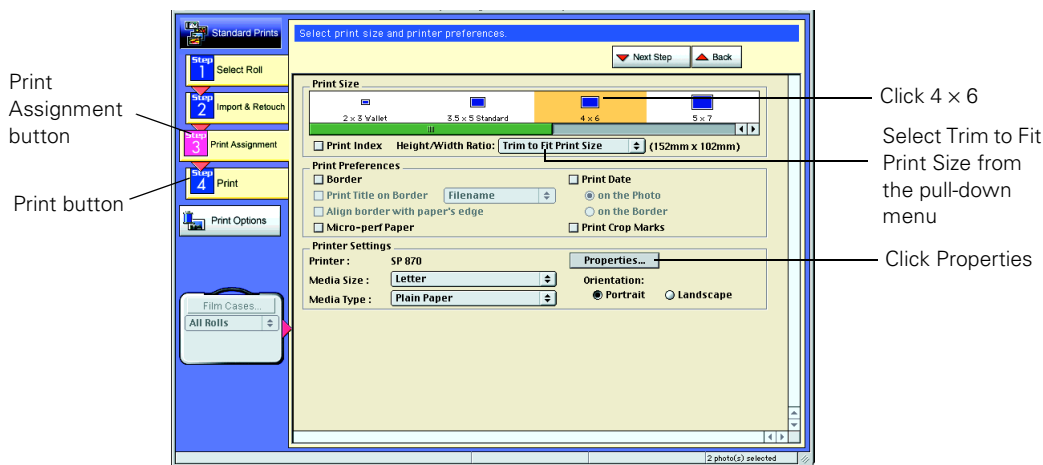 Standard Prints
Select print size and printer preferences.
Next Step
Back
Step 1 Select Roll
Step 2 Import & Retouch
Step 3 Print Assignment
Step 4 Print
Print Options
Film Cases...
All Rolls
Print Assignment button
Print button
Print Size
2 x 3 Wallet
3.5 x 5 Standard
4 x 6
5 x 7
Print Index Height/Width Ratio: Trim to Fit Print Size (152mm x 102mm)
Print Preferences
Border
Print Date
Print Title on Border Filename
on the Photo
Align border with paper's edge
on the Border
Micro-perf Paper
Print Crop Marks
Printer Settings
Printer : SP 870
Properties...
Media Size : Letter
Orientation:
Media Type : Plain Paper
Portrait
Landscape
2 photo(s) selected
Click 4 × 6
Select Trim to Fit
Print Size from
the pull-down
menu
Click Properties